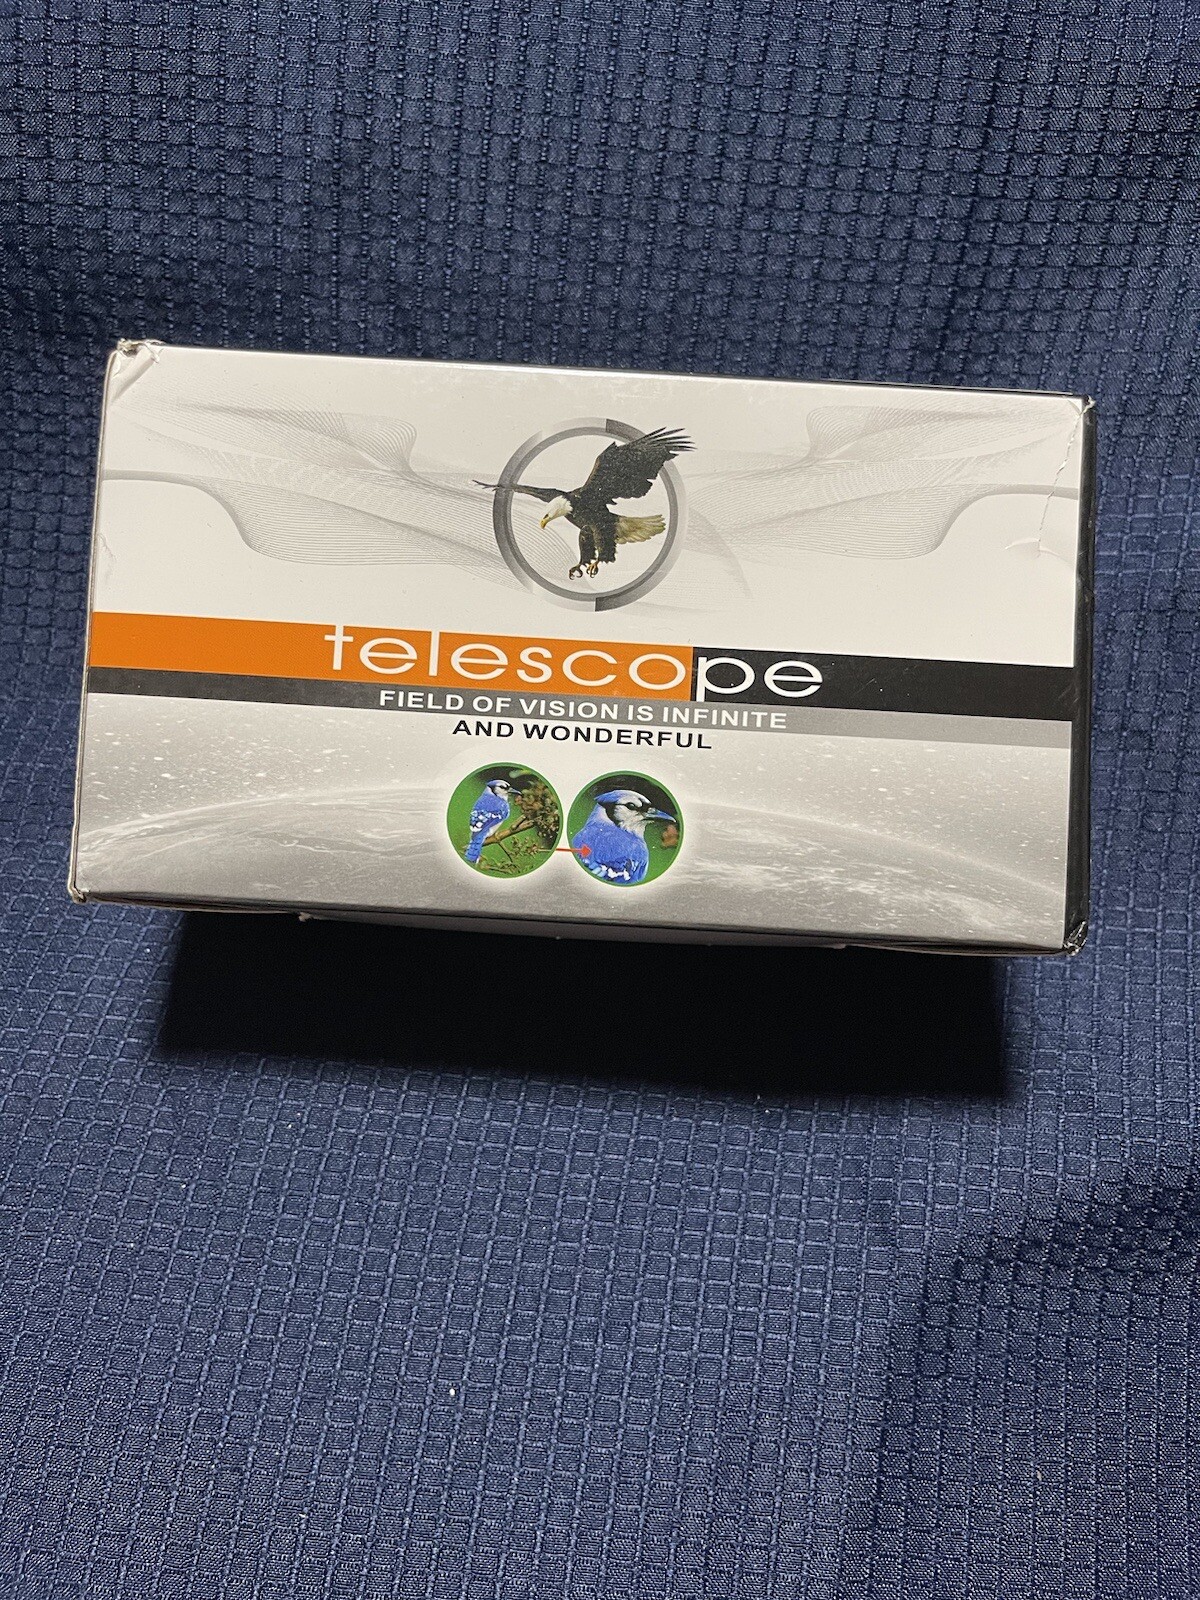 telescope
FIELD OF VISION IS INFINITE
AND WONDERFUL